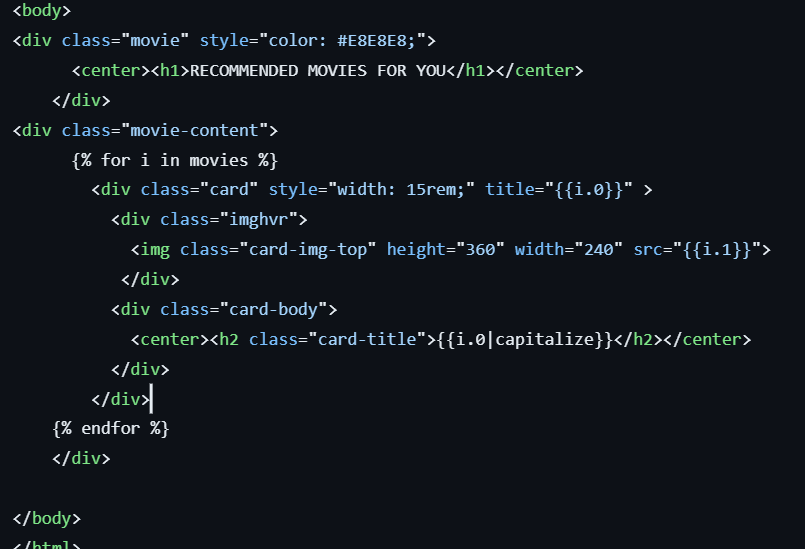 <body>
<div class="movie" style="color: #E8E8E8;">
<center><h1>RECOMMENDED MOVIES FOR YOU</h1></center>
</div>
<div class="movie-content">
{% for i in movies %}
<div class="card" style="width: 15rem;" title="{{i.0}}" >
<div class="imghvr">
<img class="card-img-top" height="360" width="240" src="{{i.1}}">
</div>
<div class="card-body">
<center><h2 class="card-title">{{i.0|capitalize}}</h2></center>
</div>
</div>
{% endfor %}
</div>
</body>
</html>